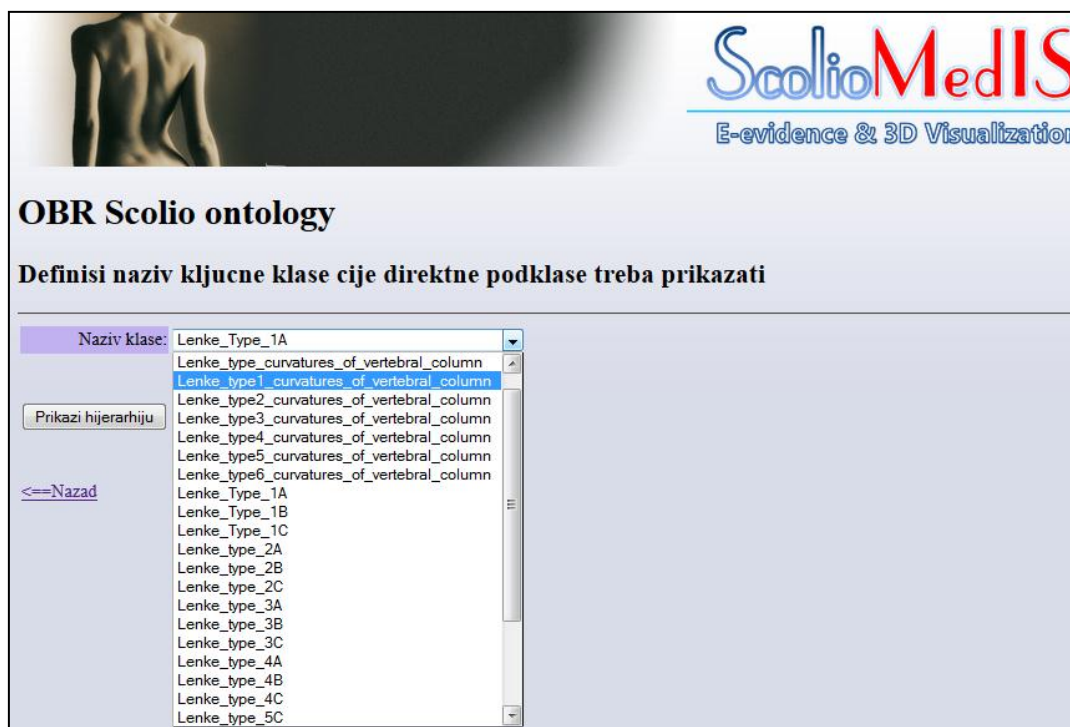 ScolioMedIS
E-evidence & 3D Visualization
OBR Scolio ontology
Definisi naziv kljucne klase cije direktne podklase treba prikazati
Naziv klase: Lenke_Type_1A
Lenke_type_curvatures_of_vertebral_column
Lenke_type1_curvatures_of_vertebral_column
Lenke_type2_curvatures_of_vertebral_column
Lenke_type3_curvatures_of_vertebral_column
Prikazi hijerarhiju
Lenke_type4_curvatures_of_vertebral_column
Lenke_type5_curvatures_of_vertebral_column
Lenke_type6_curvatures_of_vertebral_column
<==Nazad
Lenke_Type_1A
Lenke_Type_1B
Lenke_Type_1C
Lenke_type_2A
Lenke_type_2B
Lenke_type_2C
Lenke_type_3A
Lenke_type_3B
Lenke_type_3C
Lenke_type_4A
Lenke_type_4B
Lenke_type_4C
Lenke_type_5C